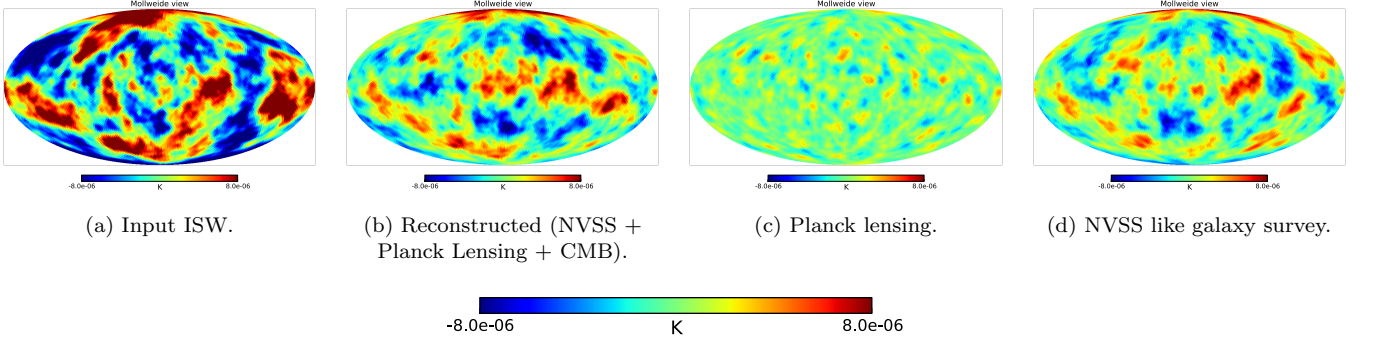 Mollweide view
Mollweide view
Mollweide view
Mollweide view
-8.0e-06 K 8.0e-06
-8.0e-06 K 8.0e-06
-8.0e-06 K 8.0e-06
-8.0e-06 K 8.0e-06
(a) Input ISW.
(b) Reconstructed (NVSS +
Planck Lensing + CMB).
(c) Planck lensing.
(d) NVSS like galaxy survey.
-8.0e-06 K 8.0e-06